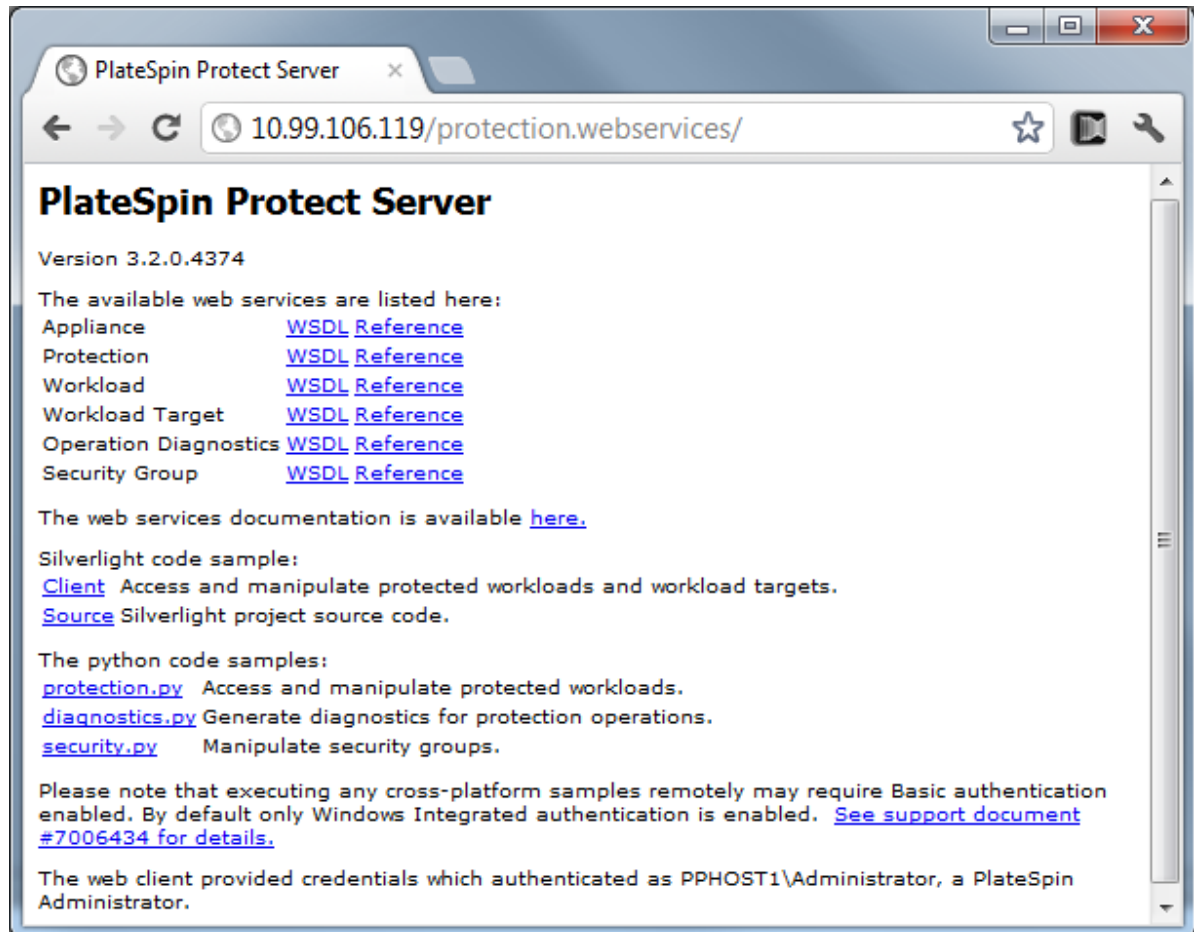 PlateSpin Protect Server
10.99.106.119/protection.webservices/
PlateSpin Protect Server
Version 3.2.0.4374
The available web services are listed here:
Appliance WSDL Reference
Protection WSDL Reference
Workload WSDL Reference
Workload Target WSDL Reference
Operation Diagnostics WSDL Reference
Security Group WSDL Reference
The web services documentation is available here.
Silverlight code sample:
Client Access and manipulate protected workloads and workload targets.
Source Silverlight project source code.
The python code samples:
protection.py Access and manipulate protected workloads.
diagnostics.py Generate diagnostics for protection operations.
security.py Manipulate security groups.
Please note that executing any cross-platform samples remotely may require Basic authentication
enabled. By default only Windows Integrated authentication is enabled. See support document
#7006434 for details.
The web client provided credentials which authenticated as PPHOST1\Administrator, a PlateSpin
Administrator.